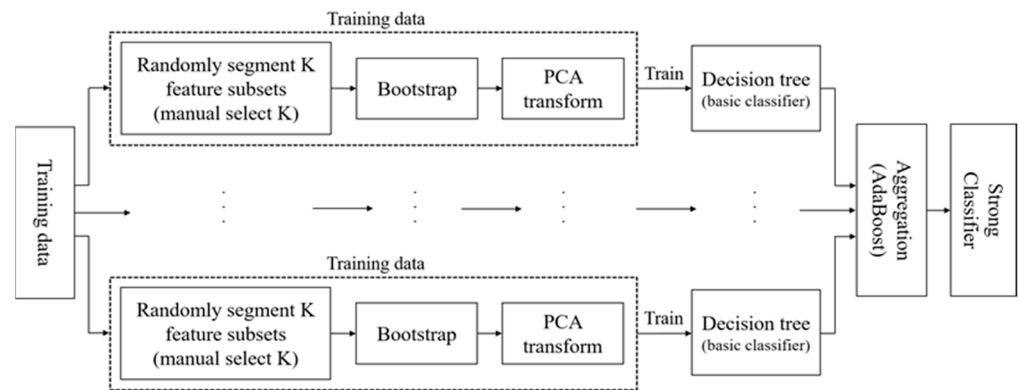 Training data
Training data
Randomly segment K
feature subsets
(manual select K)
Bootstrap
PCA
transform
Train
Decision tree
(basic classifier)
Training data
Randomly segment K
feature subsets
(manual select K)
Bootstrap
PCA
transform
Train
Decision tree
(basic classifier)
Aggregation
(AdaBoost)
Strong
Classifier